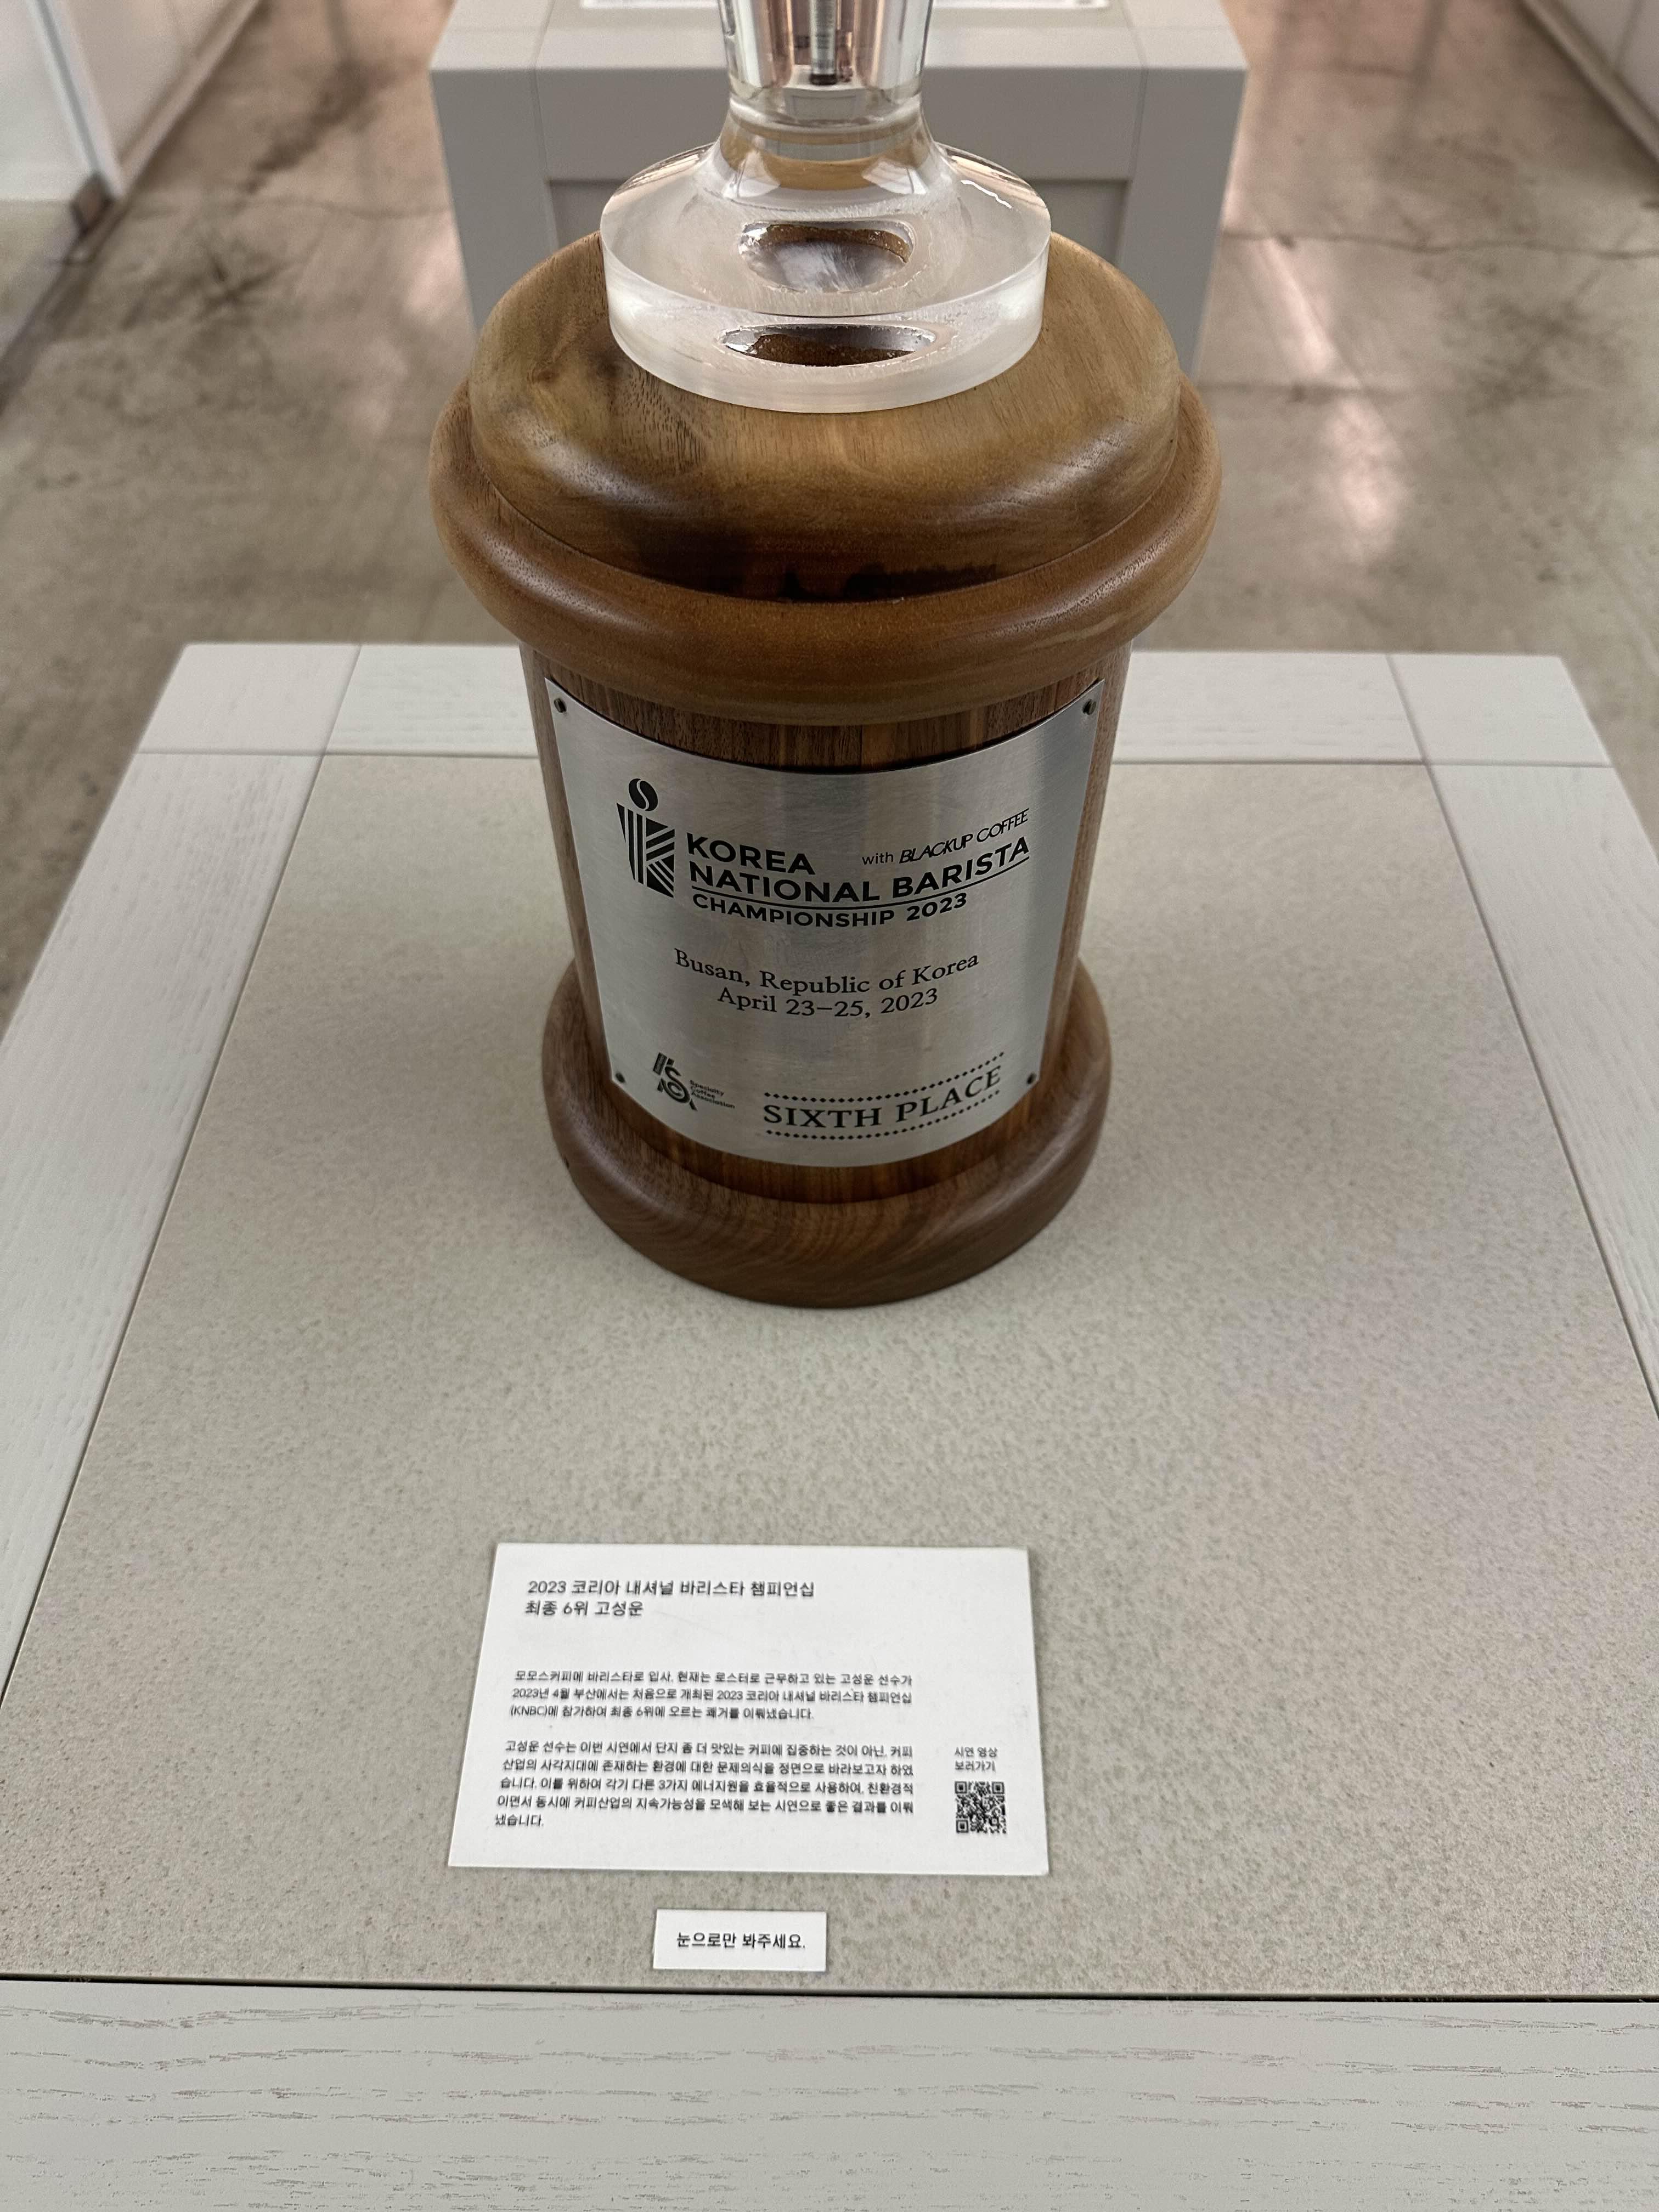 KOREA with BLACKUP COFFEE
NATIONAL BARISTA
CHAMPIONSHIP 2023
Busan, Republic of Korea
April 23–25, 2023
Specialty
Coffee
Association
SIXTH PLACE
2023 코리아 내셔널 바리스타 챔피언십
최종 6위 고성운
모모스커피에 바리스타로 입사, 현재는 로스터로 근무하고 있는 고성운 선수가
2023년 4월 부산에서는 처음으로 개최된 2023 코리아 내셔널 바리스타 챔피언십
(KNBC)에 참가하여 최종 6위에 오르는 쾌거를 이뤄냈습니다.
고성운 선수는 이번 시연에서 단지 좀 더 맛있는 커피에 집중하는 것이 아닌, 커피
산업의 사각지대에 존재하는 환경에 대한 문제의식을 정면으로 바라보고자 하였
습니다. 이를 위하여 각기 다른 3가지 에너지원을 효율적으로 사용하여, 친환경적
이면서 동시에 커피산업의 지속가능성을 모색해 보는 시연으로 좋은 결과를 이뤄
냈습니다.
시연 영상
보러가기
눈으로만 봐주세요.